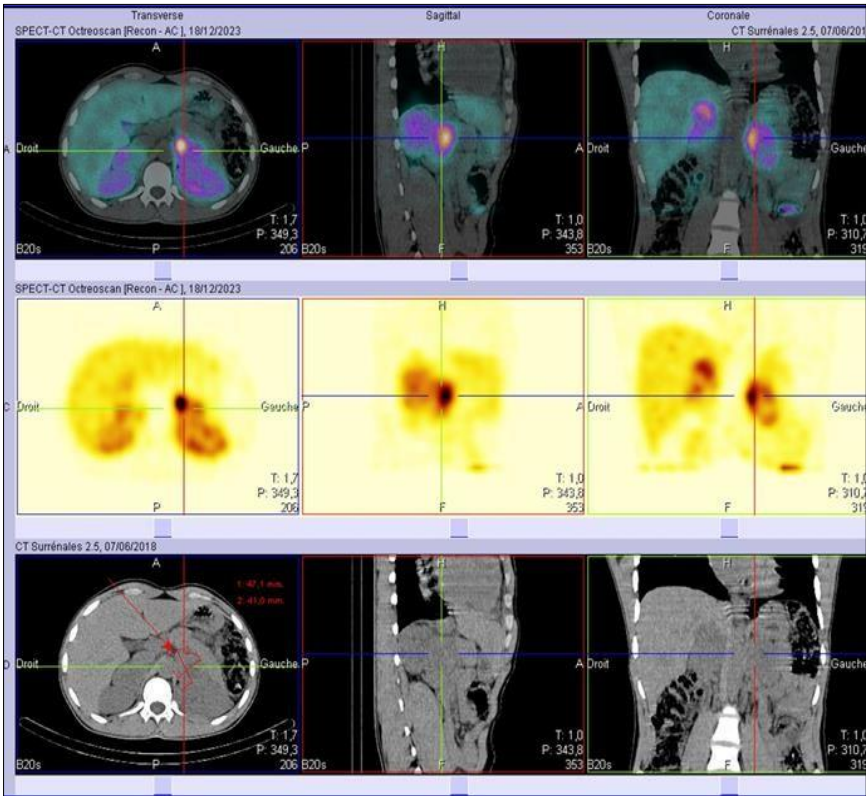 Transverse Sagittal Coronale
SPECT-CT Octreoscan [Recon - AC ], 18/12/2023 CT Surrénales 2.5, 07/06/201
A H H
A Droit Gauche P A Droit Gauche
T: 1,7 T: 1,0 T: 1,0
P: 349,3 P: 343,8 P: 310,7
B20s P 206 B20s F 353 B20s F 319
SPECT-CT Octreoscan [Recon - AC ], 18/12/2023
A H H
C Droit Gauche P A Droit Gauche
T: 1,7 T: 1,0 T: 1,0
P: 349,3 P: 343,8 P: 310,7
P 206 F 353 F 319
CT Surrénales 2.5, 07/06/2018
A H H
1: 47,1 mm.
2: 41,0 mm.
D Droit Gauche P A Droit Gauche
T: 1,7 T: 1,0 T: 1,0
P: 349,3 P: 343,8 P: 310,7
B20s P 206 B20s F 353 B20s F 319